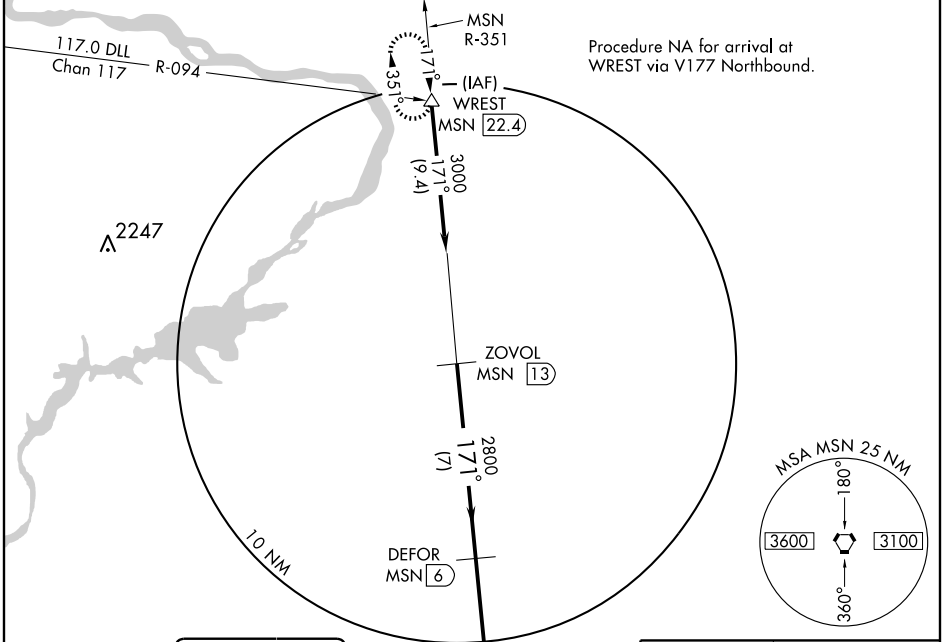 MSN
R-351
117.0 DLL
Chan 117
R-094
Procedure NA for arrival at
WREST via V177 Northbound.
171°
351°
(IAF)
WREST
MSN 22.4
3000
171°
(9.4)
2247
ZOVOL
MSN 13
2800
171°
(7)
MSA MSN 25 NM
180°
3600
3100
360°
DEFOR
MSN 6
10 NM